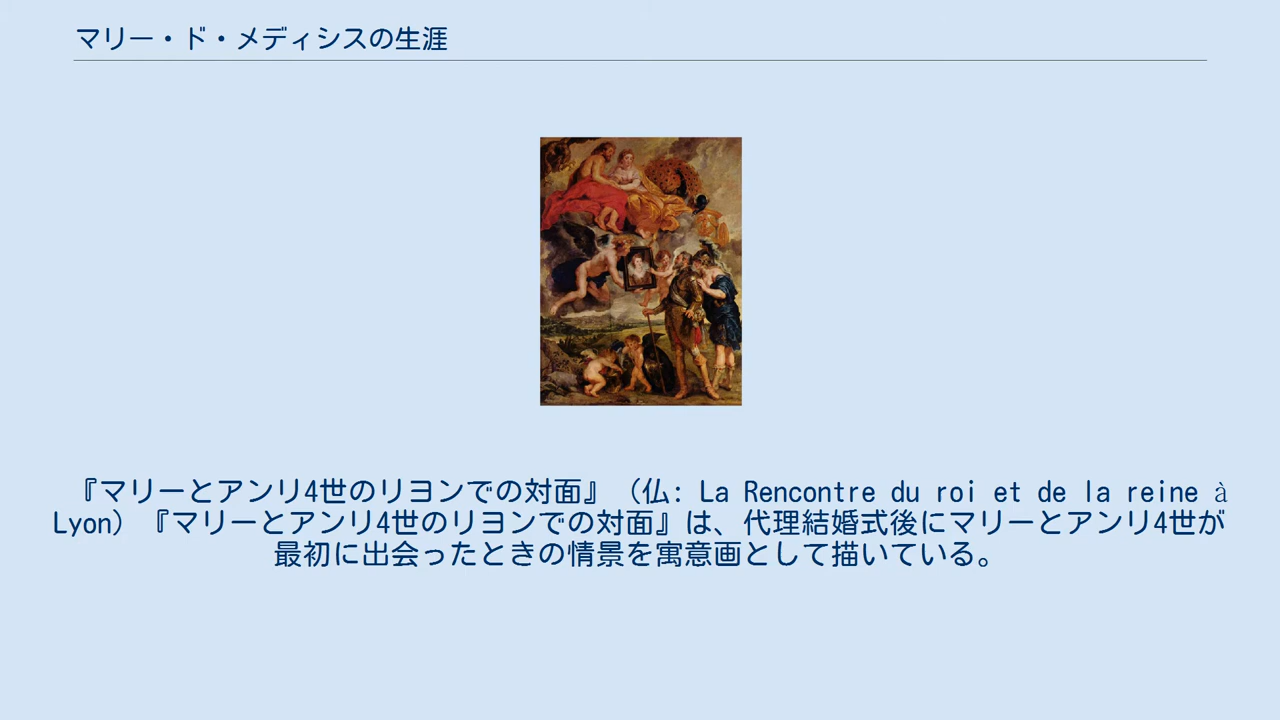 マリー・ド・メディシスの生涯
『マリーとアンリ4世のリヨンでの対面』（仏: La Rencontre du roi et de la reine à
Lyon）『マリーとアンリ4世のリヨンでの対面』は、代理結婚式後にマリーとアンリ4世が
最初に出会ったときの情景を寓意画として描いている。